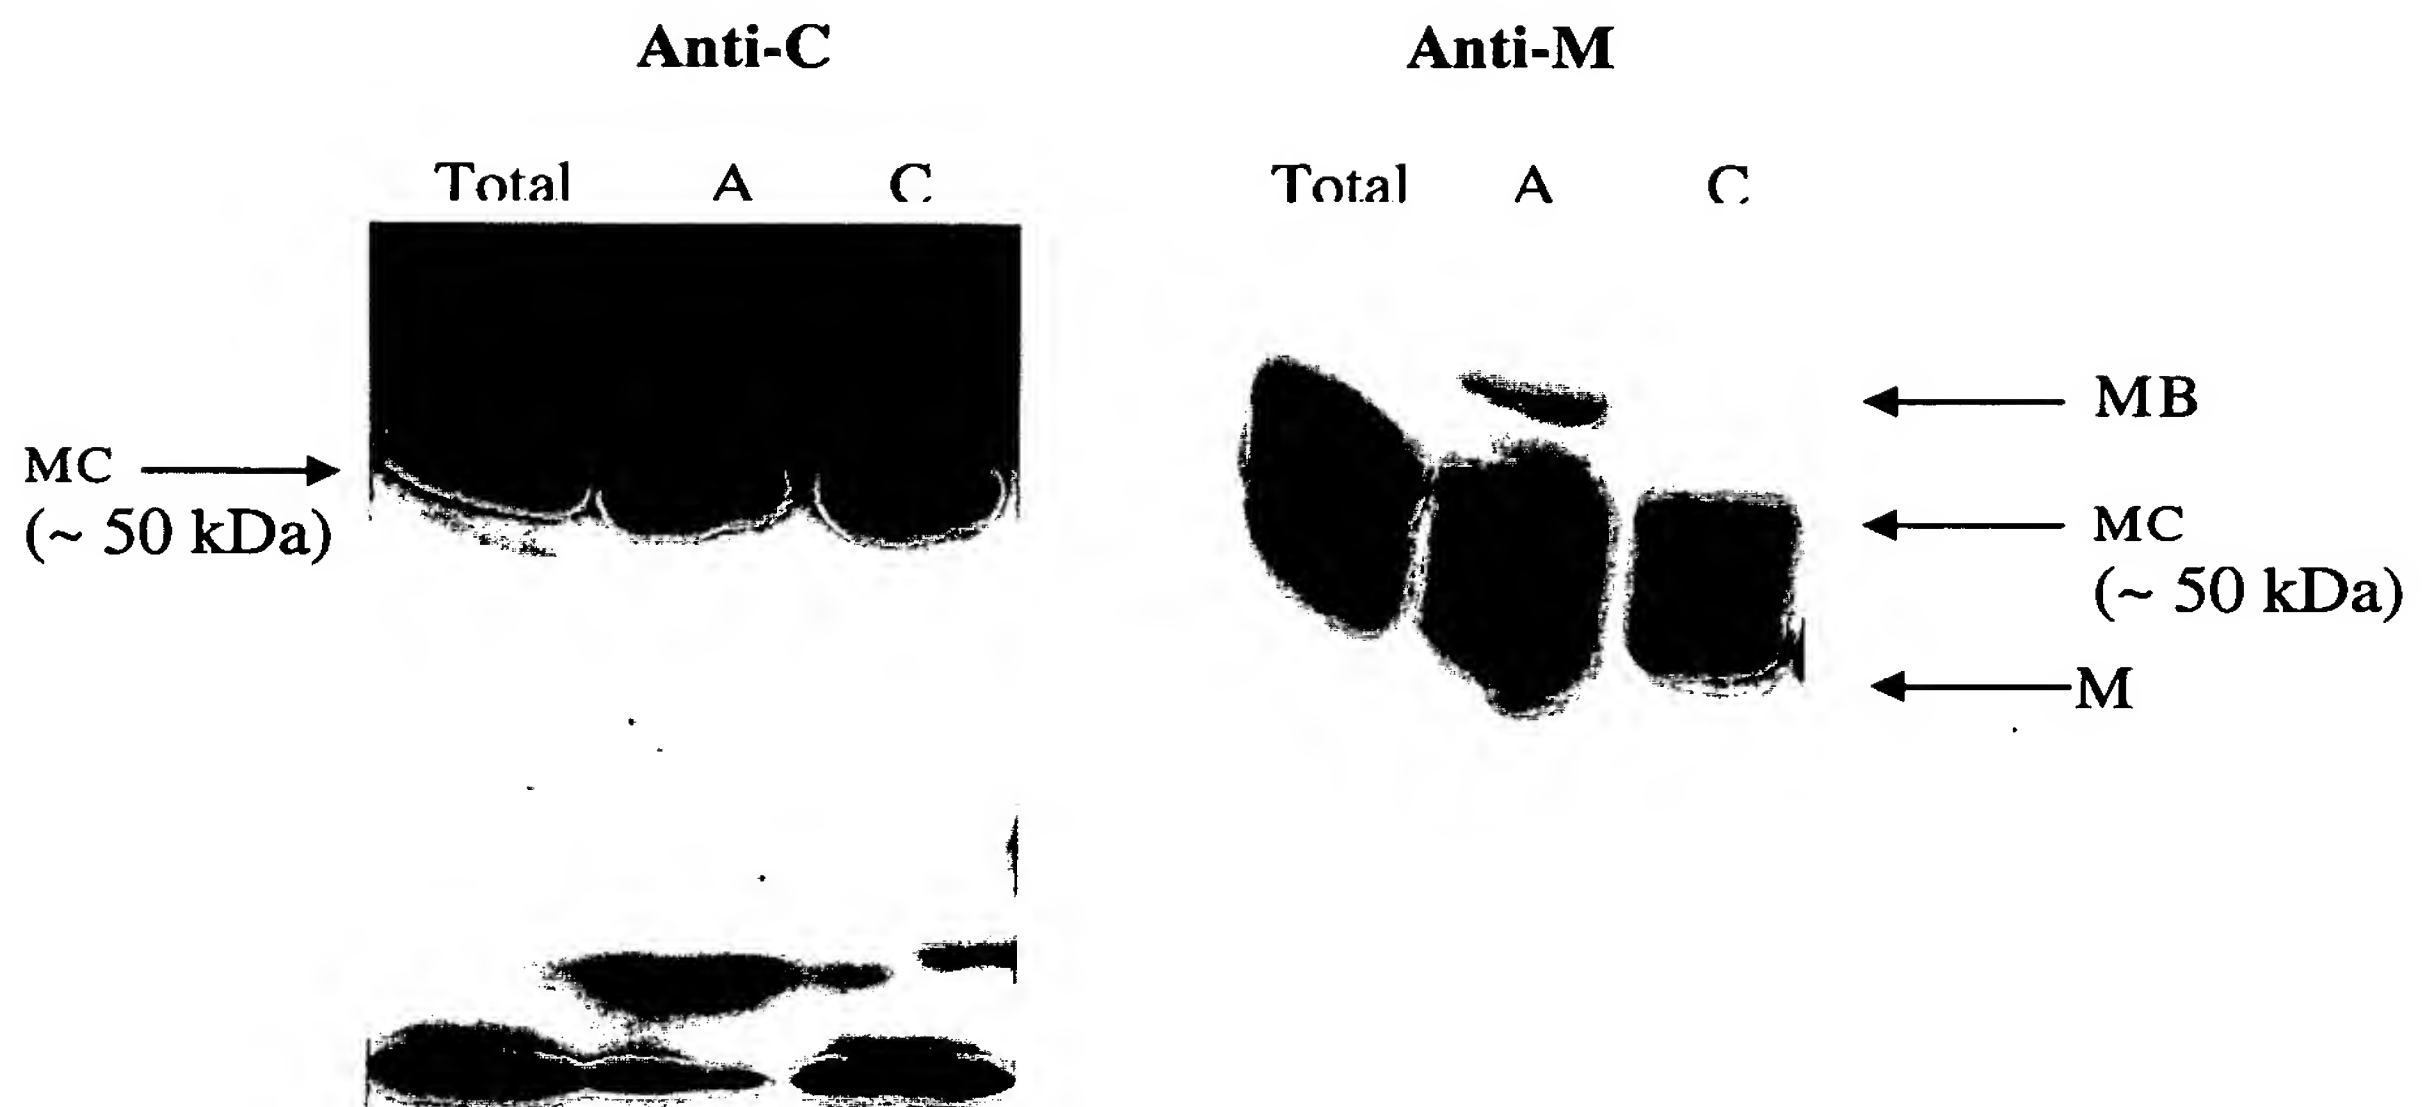 Anti-C Anti-M
Total A C Total A C
MB
MC
(~ 50 kDa)
MC
(~ 50 kDa)
M